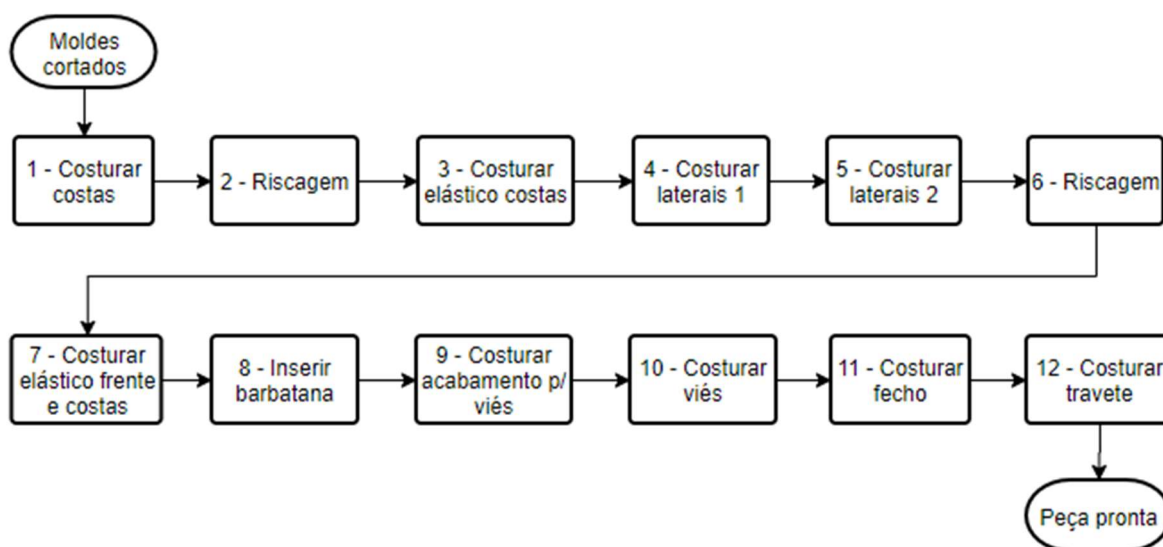 Moldes
cortados
1 - Costurar
costas
2 - Riscagem
3 - Costurar
elástico costas
4 - Costurar
laterais 1
5 - Costurar
laterais 2
6 - Riscagem
7 - Costurar
elástico frente
e costas
8 - Inserir
barbatana
9 - Costurar
acabamento p/
viés
10 - Costurar
viés
11 - Costurar
fecho
12 - Costurar
travete
Peça pronta